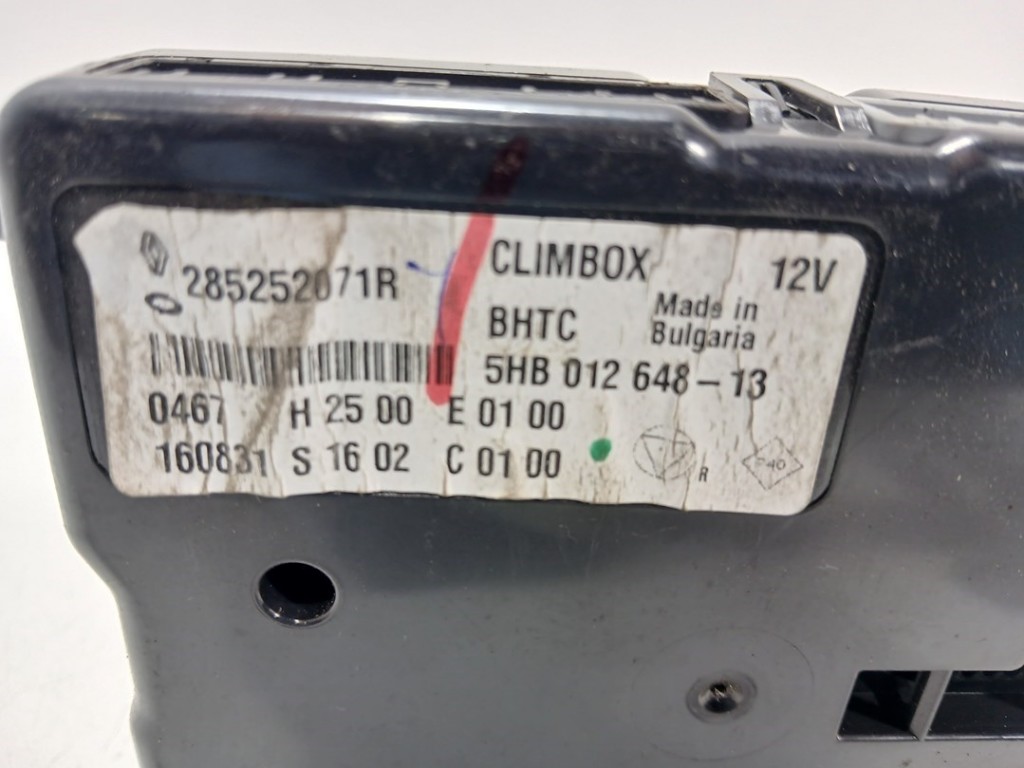 285252071R
CLIMBOX 12V
BHTC Made in
Bulgaria
5HB 012 648-13
0467 H 25 00 E 01 00
160831 S 16 02 C 01 00
R
P40